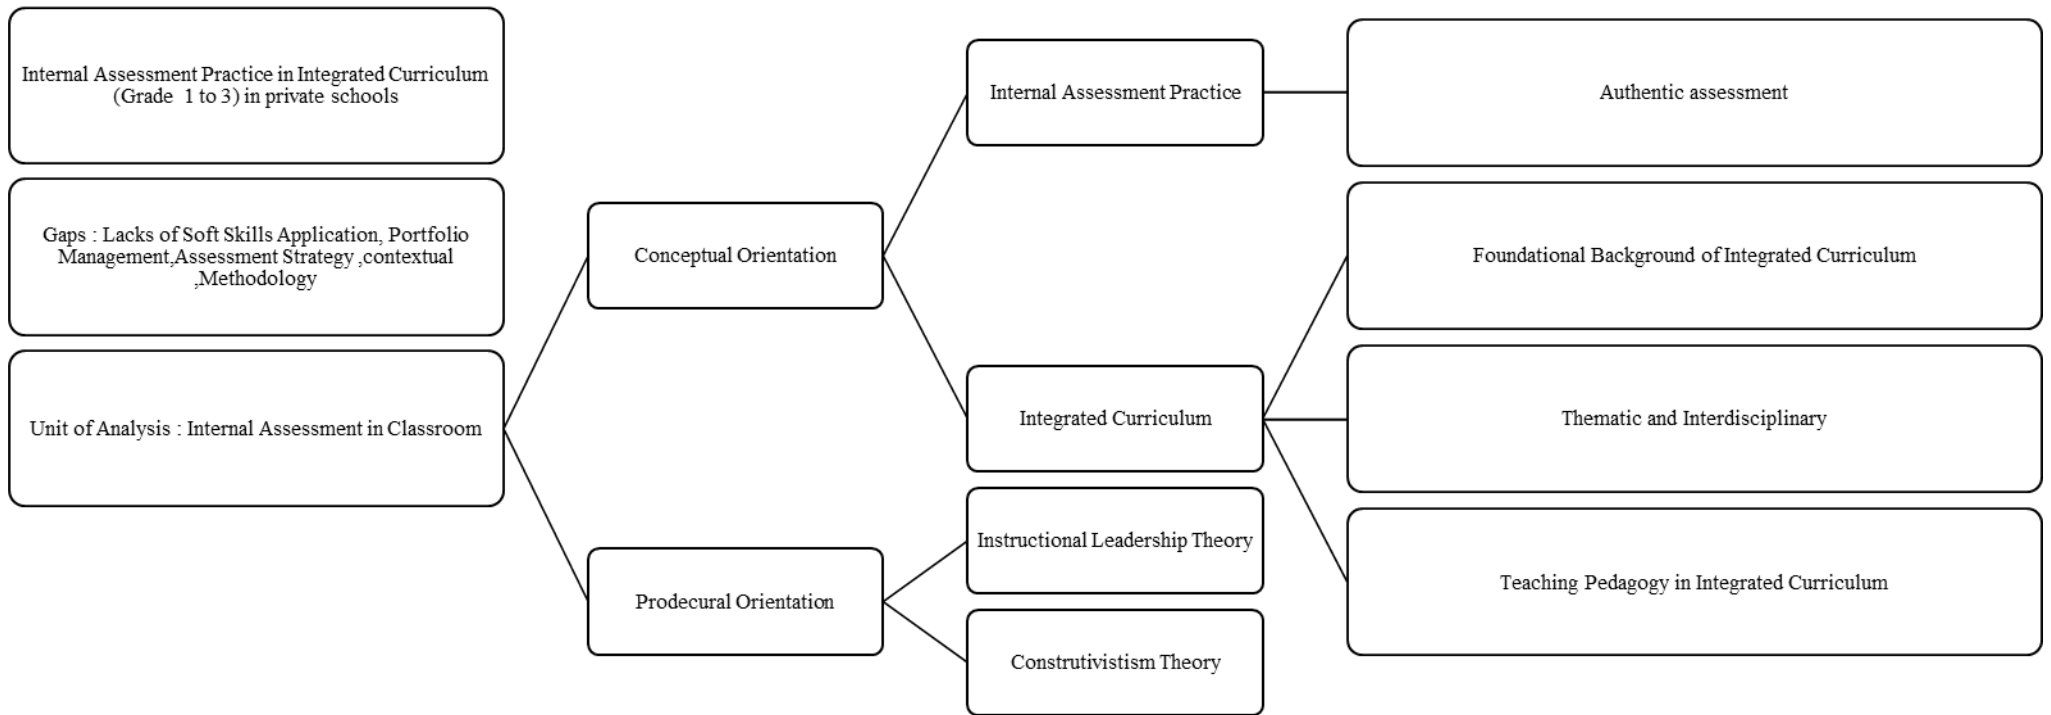 Internal Assessment Practice in Integrated Curriculum
(Grade 1 to 3) in private schools
Gaps : Lacks of Soft Skills Application, Portfolio
Management,Assessment Strategy ,contextual
,Methodology
Unit of Analysis : Internal Assessment in Classroom
Conceptual Orientation
Prodecural Orientation
Internal Assessment Practice
Integrated Curriculum
Instructional Leadership Theory
Construtivistism Theory
Authentic assessment
Foundational Background of Integrated Curriculum
Thematic and Interdisciplinary
Teaching Pedagogy in Integrated Curriculum